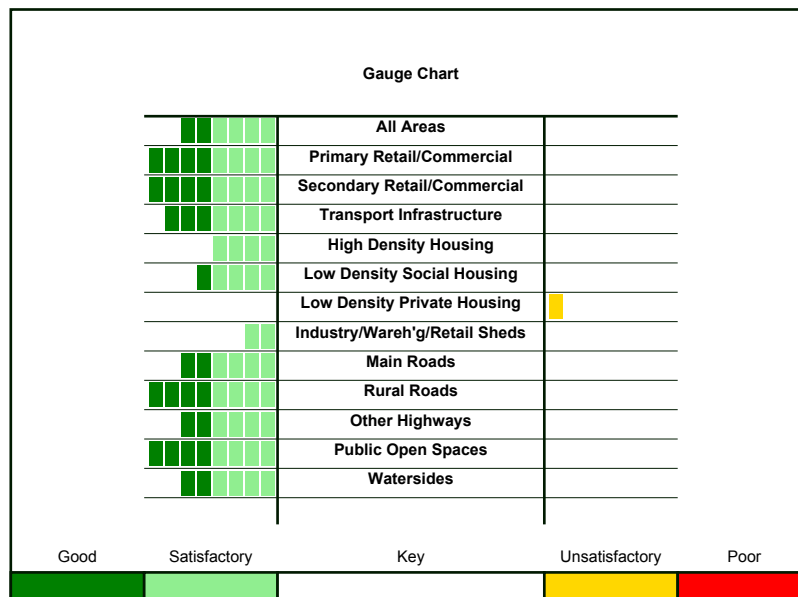 Gauge Chart
All Areas
Primary Retail/Commercial
Secondary Retail/Commercial
Transport Infrastructure
High Density Housing
Low Density Social Housing
Low Density Private Housing
Industry/Wareh'g/Retail Sheds
Main Roads
Rural Roads
Other Highways
Public Open Spaces
Watersides
Good Satisfactory Key Unsatisfactory Poor